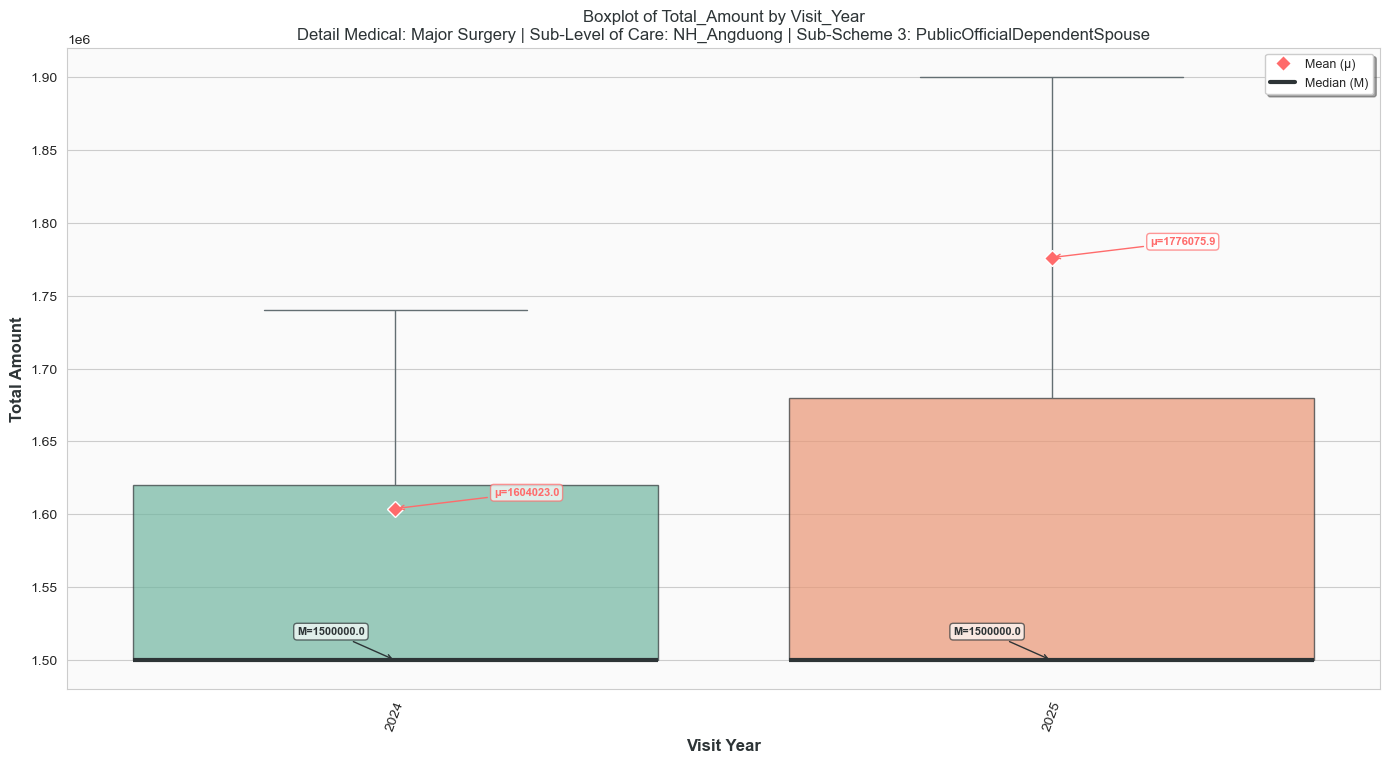 Boxplot of Total_Amount by Visit_Year
Detail Medical: Major Surgery | Sub-Level of Care: NH_Angduong | Sub-Scheme 3: PublicOfficialDependentSpouse
1e6
Mean (μ)
Median (M)
1.90
1.85
1.80
μ=1776075.9
1.75
1.70
1.65
μ=1604023.0
1.60
1.55
M=1500000.0
M=1500000.0
1.50
Total Amount
2024
2025
Visit Year